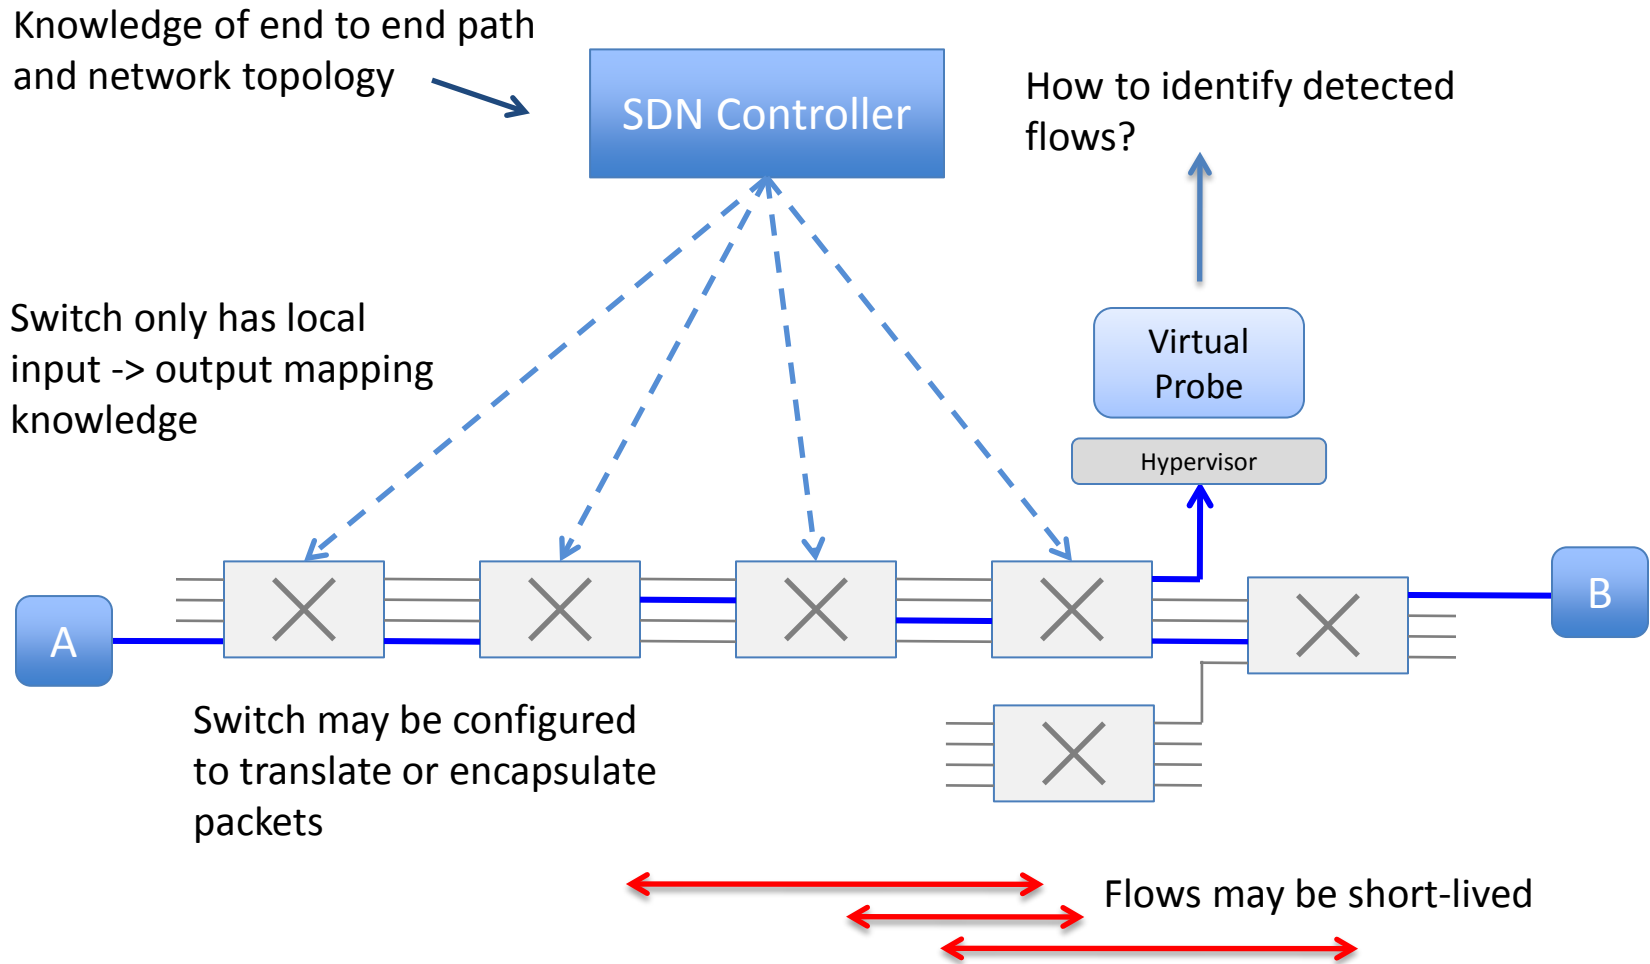 Knowledge of end to end path
and network topology
SDN Controller
How to identify detected
flows?
Switch only has local
input -> output mapping
knowledge
Virtual
Probe
Hypervisor
A
B
Switch may be configured
to translate or encapsulate
packets
Flows may be short-lived